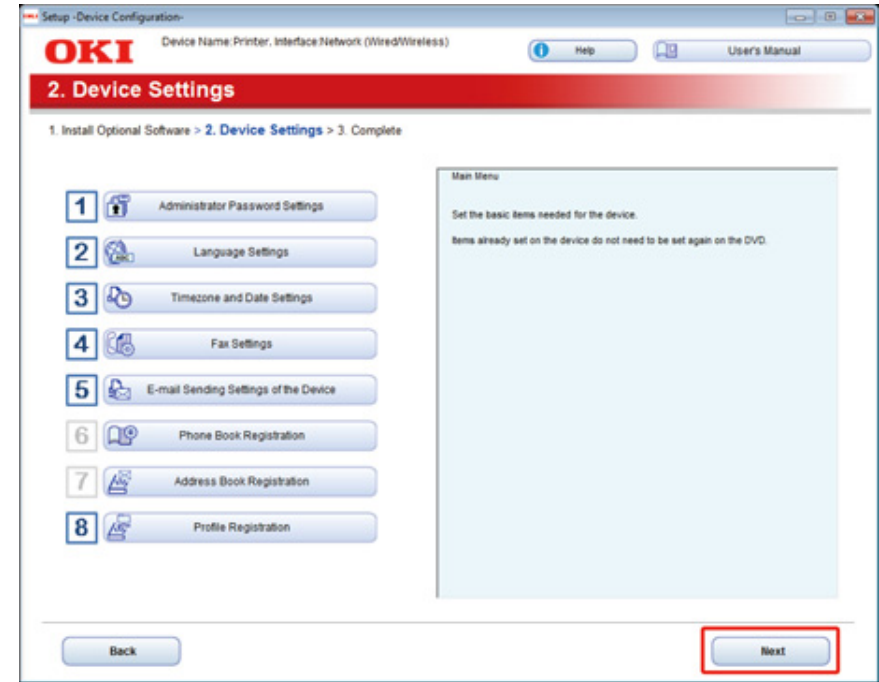 Setup -Device Configuration-
OKI
Device Name:Printer, Interface:Network (Wired/Wireless)
Help
User's Manual
2. Device Settings
1. Install Optional Software > 2. Device Settings > 3. Complete
Main Menu
Set the basic items needed for the device.
Items already set on the device do not need to be set again on the DVD.
1 Administrator Password Settings
2 Language Settings
3 Timezone and Date Settings
4 Fax Settings
5 E-mail Sending Settings of the Device
6 Phone Book Registration
7 Address Book Registration
8 Profile Registration
Back
Next